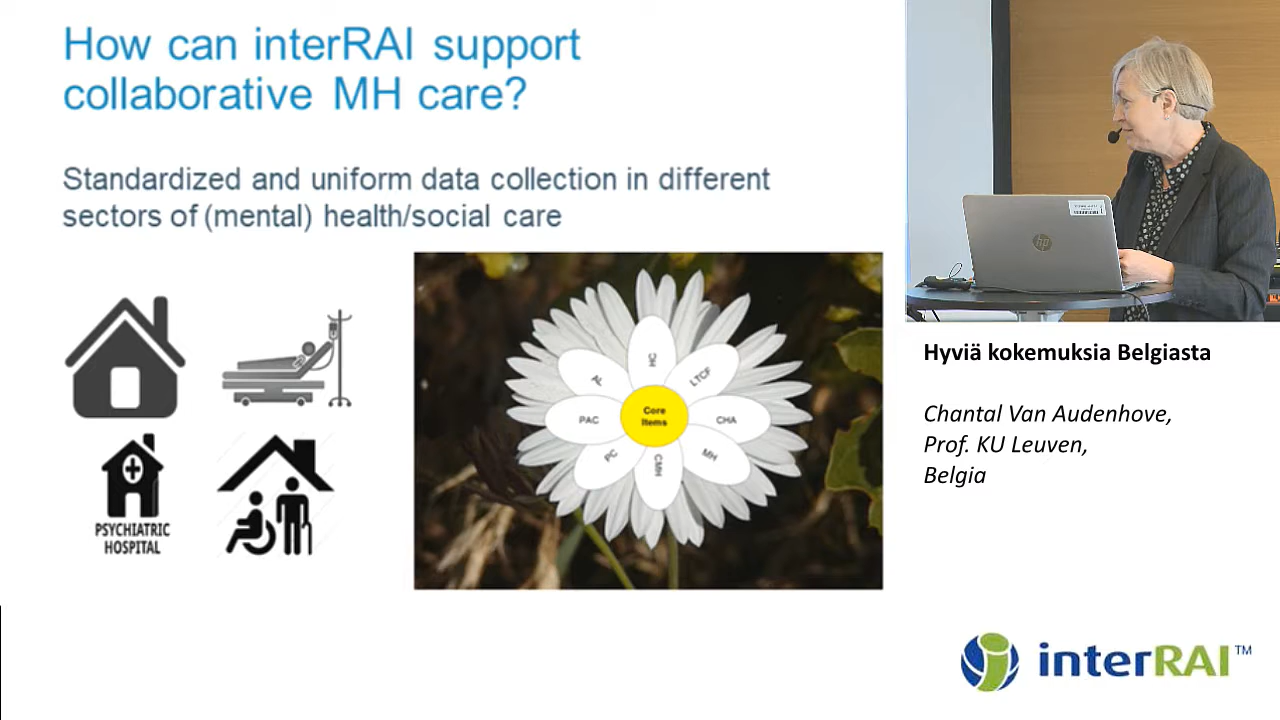 How can interRAI support
collaborative MH care?
Standardized and uniform data collection in different
sectors of (mental) health/social care
PSYCHIATRIC
HOSPITAL
Core
Items
LTCF
CHA
MH
CMH
PC
PAC
AL
hp
Hyviä kokemuksia Belgiasta
Chantal Van Audenhove,
Prof. KU Leuven,
Belgia
interRAI™